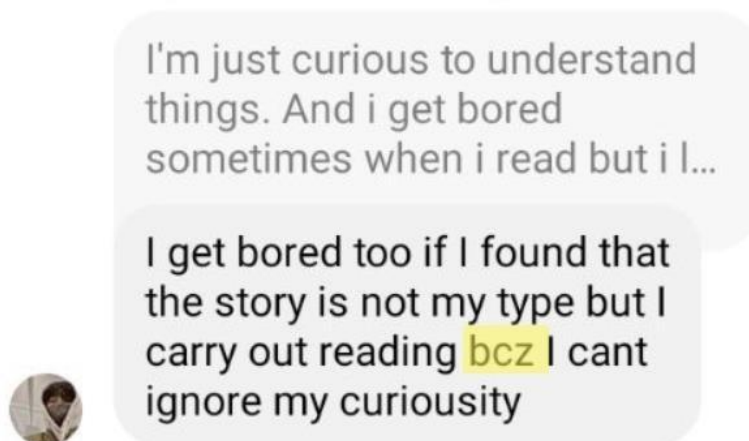 I'm just curious to understand
things. And i get bored
sometimes when i read but i l...
I get bored too if I found that
the story is not my type but I
carry out reading bcz I cant
ignore my curiousity